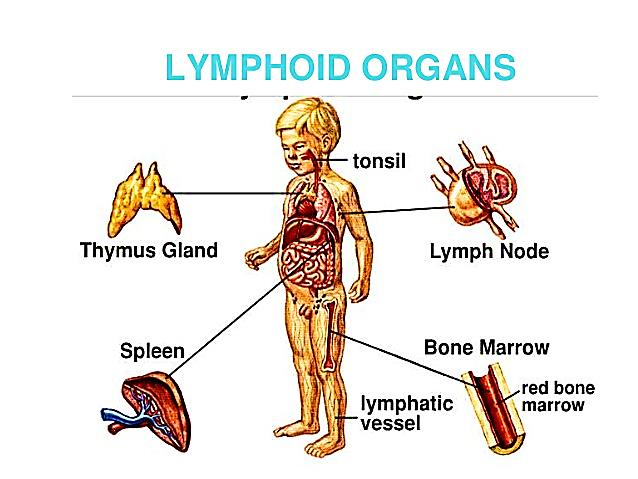 LYMPHOID ORGANS
tonsil
Thymus Gland
Lymph Node
Spleen
Bone Marrow
red bone
marrow
lymphatic
vessel